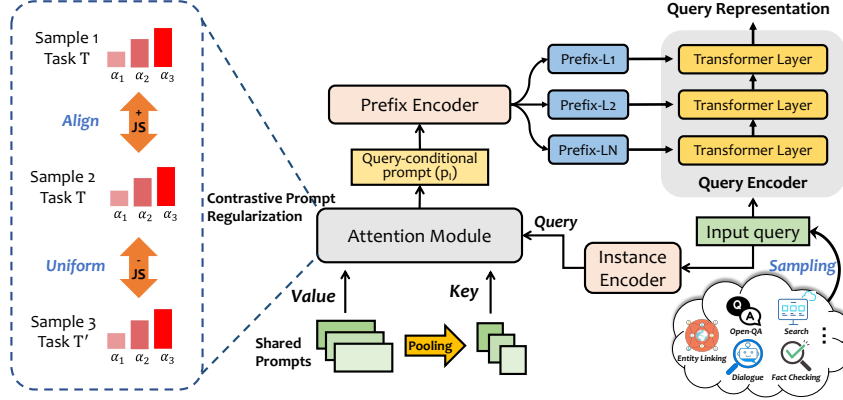 Sample 1
Task T
α1 α2 α3
Align
+
JS
Sample 2
Task T
α1 α2 α3
Uniform
-
JS
Sample 3
Task T'
α1 α2 α3
Contrastive Prompt
Regularization
Query Representation
Prefix-L1
Transformer Layer
Prefix Encoder
Prefix-L2
Transformer Layer
Prefix-LN
Transformer Layer
Query-conditional
prompt (pI)
Query Encoder
Attention Module
Query
Input query
Instance
Encoder
Sampling
Value
Key
Shared
Prompts
Pooling
Q
A
Open-QA
Search
Entity Linking
Dialogue
Fact Checking